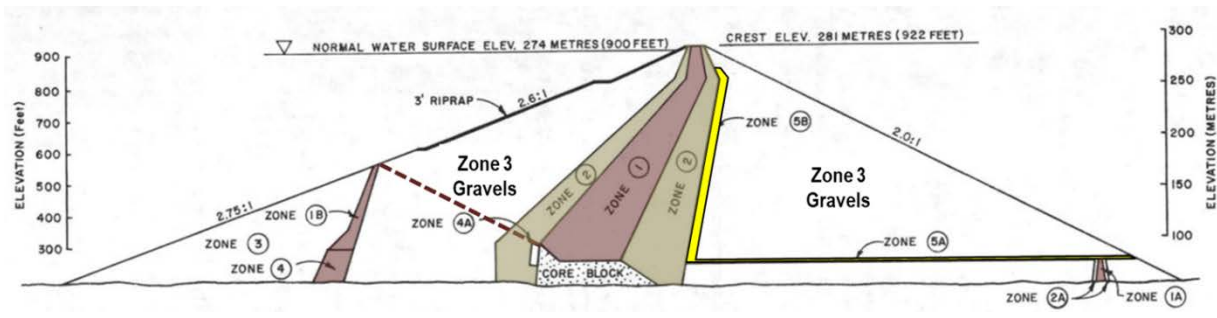 NORMAL WATER SURFACE ELEV. 274 METRES (900 FEET)
CREST ELEV. 281 METRES (922 FEET)
ELEVATION (Feet)
900
800
700
600
500
400
300
3' RIPRAP
2.6:1
2.75:1
ZONE 1B
ZONE 3
ZONE 4
Zone 3
Gravels
ZONE 4A
ZONE 2
ZONE 1
ZONE 2
CORE BLOCK
ZONE 5B
2.0:1
Zone 3
Gravels
ZONE 5A
ZONE 2A
ZONE 1A
300
250
200
150
100
ELEVATION (METRES)